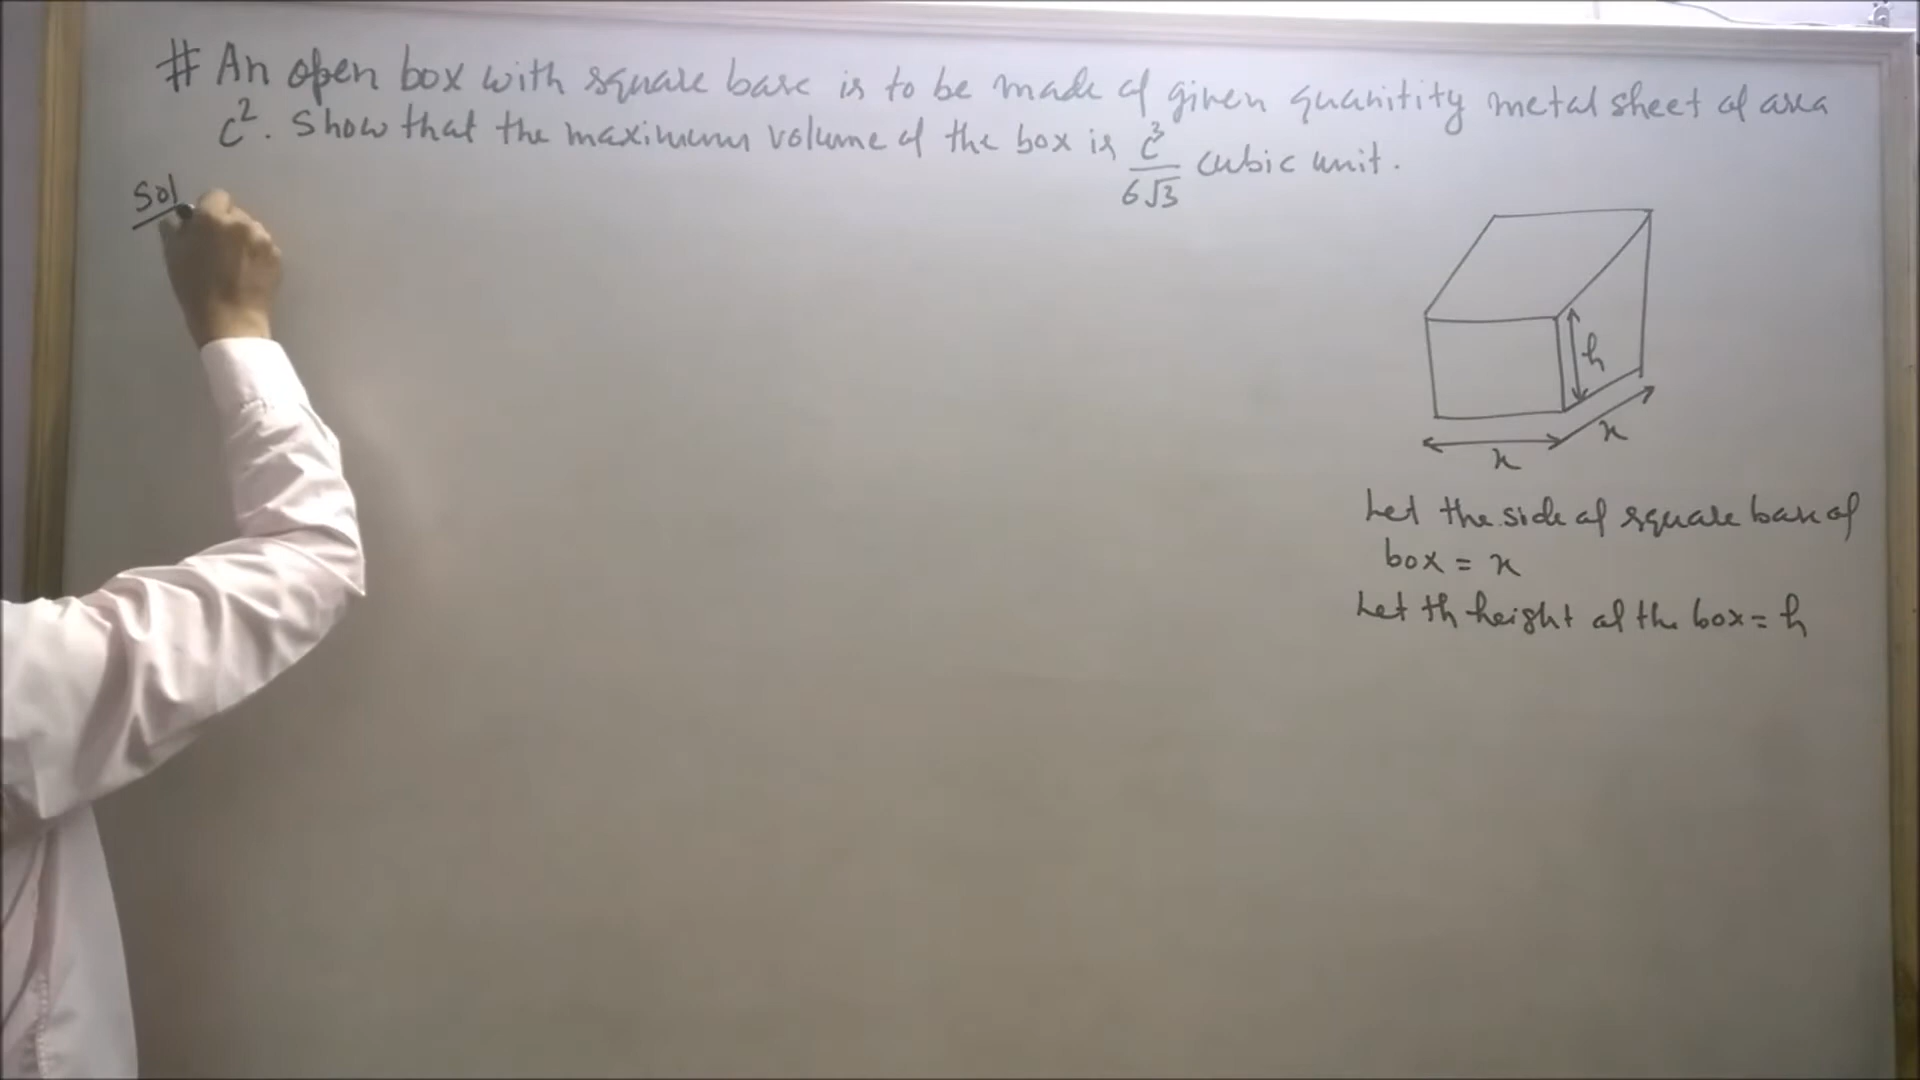 # An open box with square base is to be made of given quanitity metal sheet of area
c². Show that the maximum volume of the box is c³/6√3 cubic unit.
Sol
h
x
x
Let the side of square base of
box = x
Let th height of the box = h